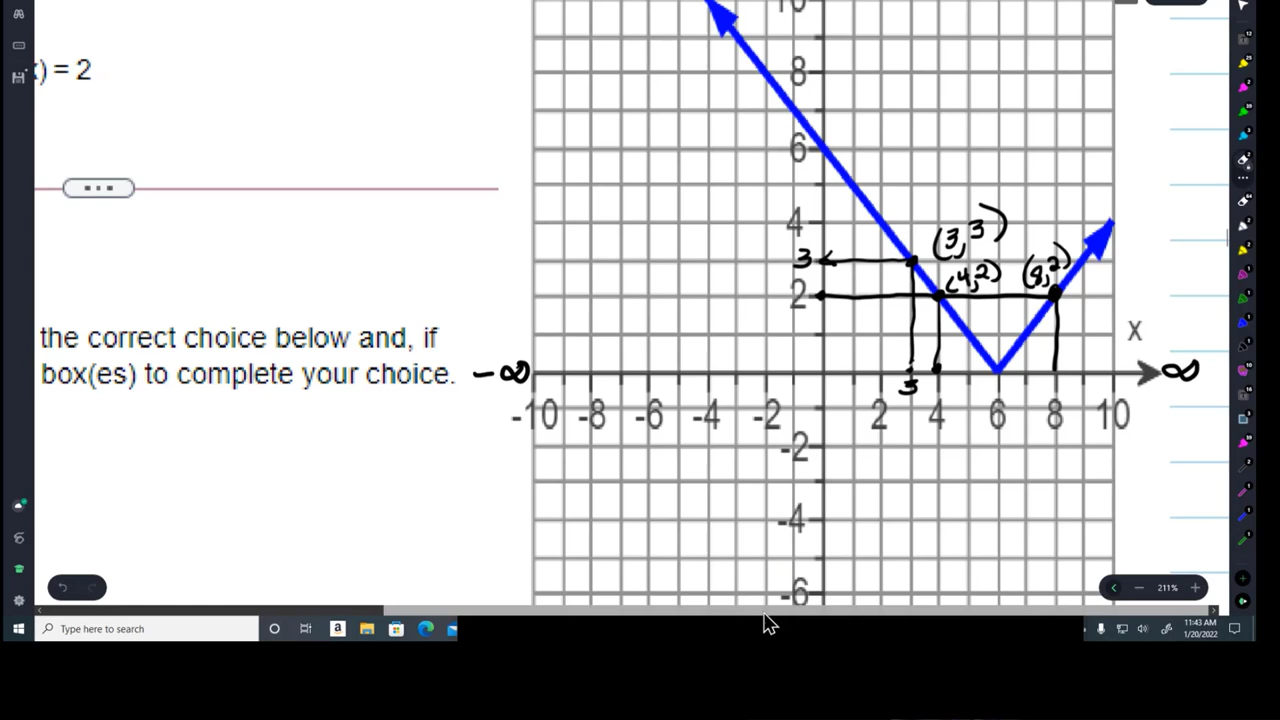 10
8
x) = 2
6
4
(3,3)
3
(4,2)
(8,2)
2
X
the correct choice below and, if
box(es) to complete your choice.
-∞
∞
3
-10 -8 -6 -4 -2 2 4 6 8 10
-2
-4
-6
211%
Type here to search
a
11:43 AM
1/20/2022